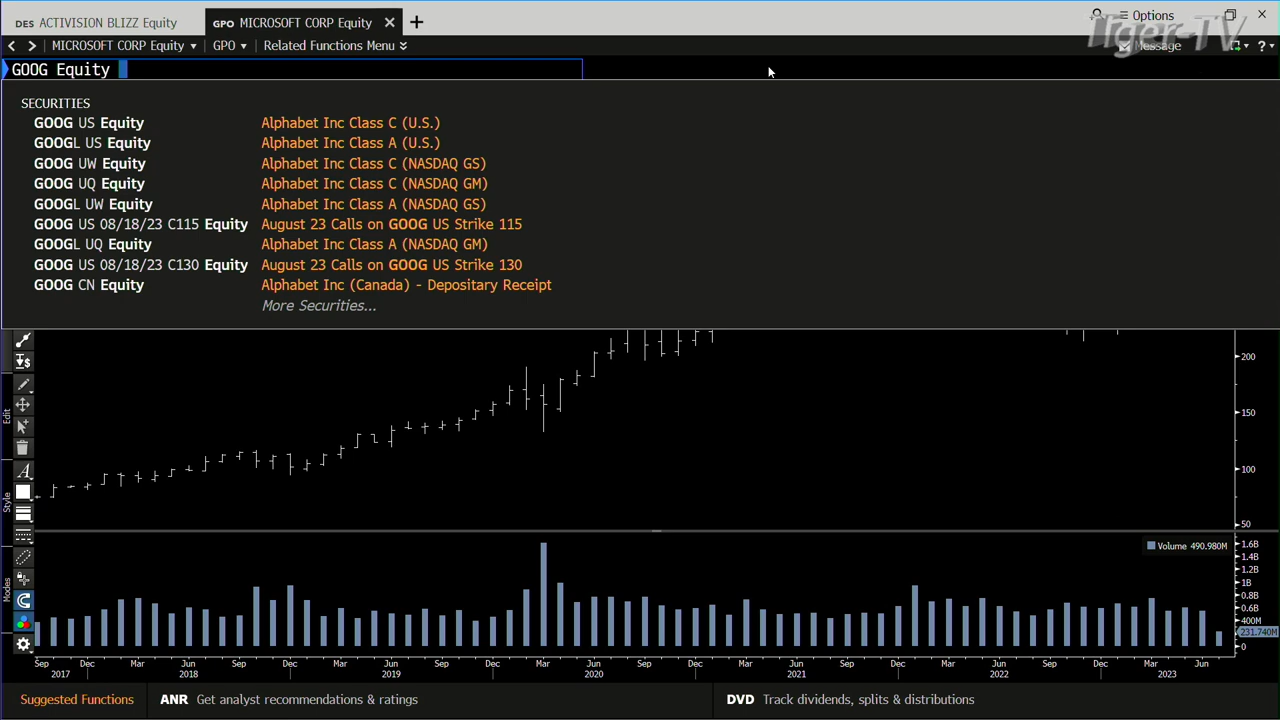 DES ACTIVISION BLIZZ Equity
GPO MICROSOFT CORP Equity
Options
Tiger-TV
MICROSOFT CORP Equity GPO Related Functions Menu Message ?
GOOG Equity
SECURITIES
GOOG US Equity Alphabet Inc Class C (U.S.)
GOOGL US Equity Alphabet Inc Class A (U.S.)
GOOG UW Equity Alphabet Inc Class C (NASDAQ GS)
GOOG UQ Equity Alphabet Inc Class C (NASDAQ GM)
GOOGL UW Equity Alphabet Inc Class A (NASDAQ GS)
GOOG US 08/18/23 C115 Equity August 23 Calls on GOOG US Strike 115
GOOGL UQ Equity Alphabet Inc Class A (NASDAQ GM)
GOOG US 08/18/23 C130 Equity August 23 Calls on GOOG US Strike 130
GOOG CN Equity Alphabet Inc (Canada) - Depositary Receipt
More Securities...
200
150
100
50
Edit
Style
Modes
A
Volume 490.980M
1.6B
1.4B
1.2B
1B
0.8B
0.6B
400M
231.740M
0
Sep Dec Mar Jun Sep Dec Mar Jun Sep Dec Mar Jun Sep Dec Mar Jun Sep Dec Mar Jun Sep Dec Mar Jun
2017 2018 2019 2020 2021 2022 2023
Suggested Functions ANR Get analyst recommendations & ratings DVD Track dividends, splits & distributions